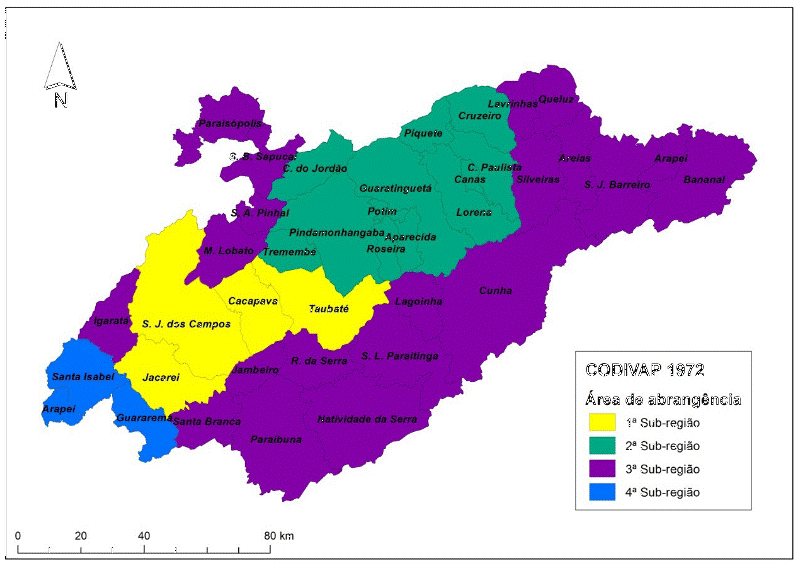 N
Paraisopolis
Lavrinhas
Queluz
Cruzeiro
Piquete
S. B. Sapucai
C. do Jordão
C. Paulista
Canas
Areias
Arapeí
Silveiras
S. J. Barreiro
Bananal
Guaratinguetá
Potim
Lorena
S. A. Pinhal
Pindamonhangaba
Aparecida
M. Lobato
Tremembé
Roseira
Cunha
Cacapava
Taubaté
Lagoinha
Igaratá
S. J. dos Campos
S. L. Paraitinga
R. da Serra
Jambeiro
Santa Isabel
Jacareí
Arapeí
Guararema
Santa Branca
Natividade da Serra
Paraibuna
CODIVAP 1972
Área de abrangência
1ª Sub-região
2ª Sub-região
3ª Sub-região
4ª Sub-região
0 20 40 80 km